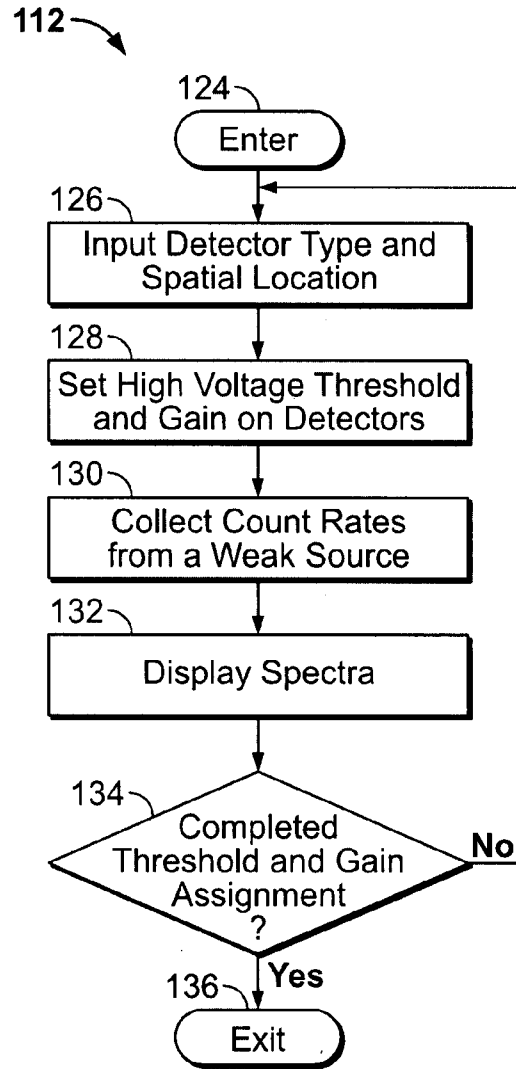 112
124
Enter
126
Input Detector Type and
Spatial Location
128
Set High Voltage Threshold
and Gain on Detectors
130
Collect Count Rates
from a Weak Source
132
Display Spectra
134
Completed
Threshold and Gain
Assignment
?
No
Yes
136
Exit